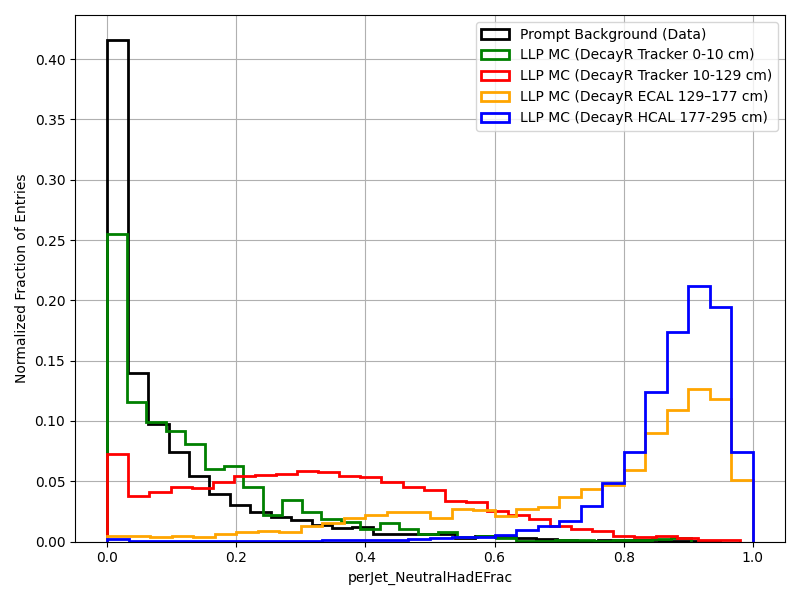 Prompt Background (Data)
LLP MC (DecayR Tracker 0-10 cm)
LLP MC (DecayR Tracker 10-129 cm)
LLP MC (DecayR ECAL 129–177 cm)
LLP MC (DecayR HCAL 177-295 cm)
0.40
0.35
0.30
0.25
0.20
0.15
0.10
0.05
0.00
Normalized Fraction of Entries
0.0 0.2 0.4 0.6 0.8 1.0
perJet_NeutralHadEFrac